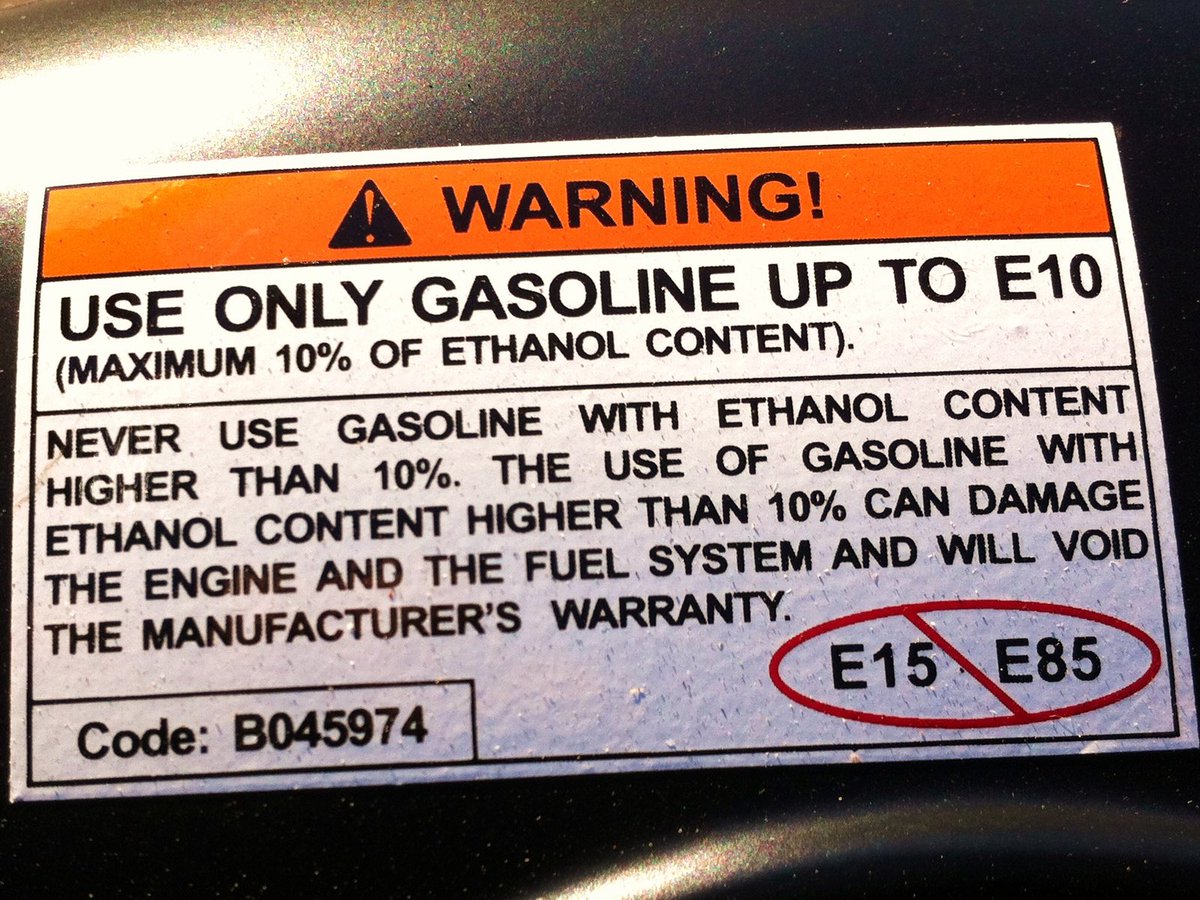 WARNING!
USE ONLY GASOLINE UP TO E10
(MAXIMUM 10% OF ETHANOL CONTENT).
NEVER USE GASOLINE WITH ETHANOL CONTENT
HIGHER THAN 10%. THE USE OF GASOLINE WITH
ETHANOL CONTENT HIGHER THAN 10% CAN DAMAGE
THE ENGINE AND THE FUEL SYSTEM AND WILL VOID
THE MANUFACTURER'S WARRANTY.
E15 E85
Code: B045974